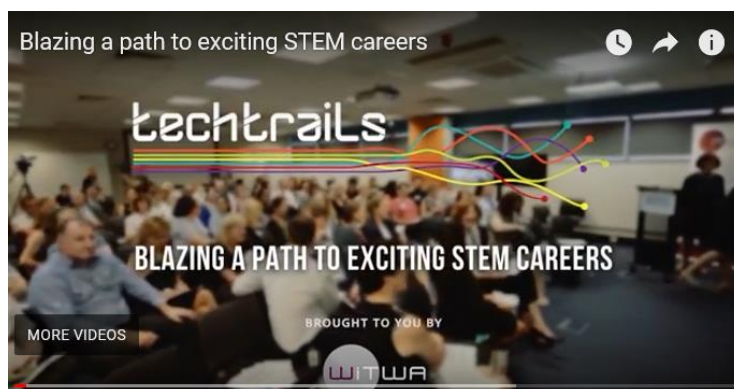 Blazing a path to exciting STEM careers
techtrails
BLAZING A PATH TO EXCITING STEM CAREERS
BROUGHT TO YOU BY
MORE VIDEOS
WiTWA